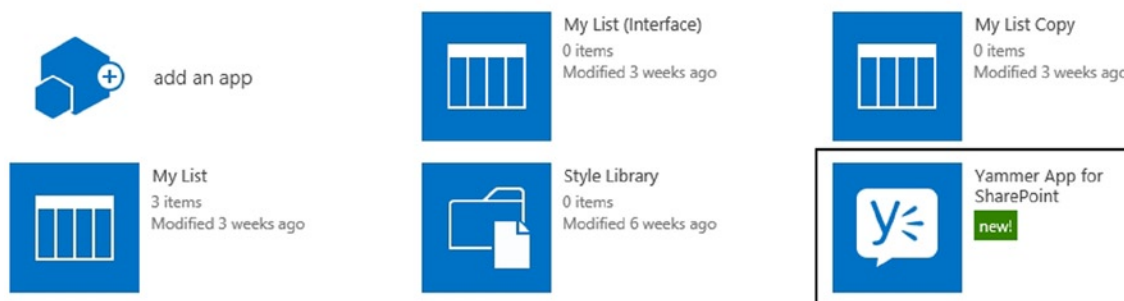 add an app
My List (Interface)
0 items
Modified 3 weeks ago
My List Copy
0 items
Modified 3 weeks ago
My List
3 items
Modified 3 weeks ago
Style Library
0 items
Modified 6 weeks ago
Yammer App for
SharePoint
new!